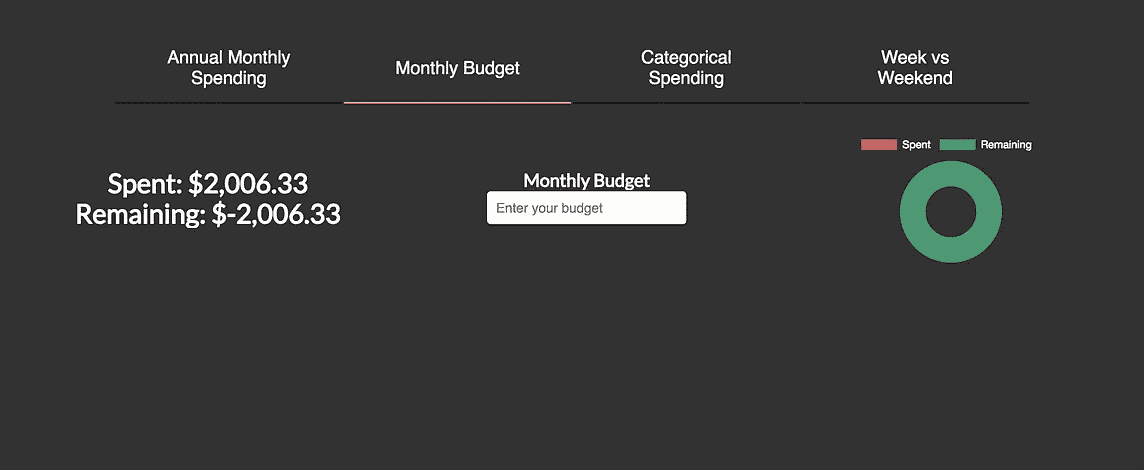 Annual Monthly
Spending
Monthly Budget
Categorical
Spending
Week vs
Weekend
Spent: $2,006.33
Remaining: $-2,006.33
Monthly Budget
Enter your budget
Spent
Remaining